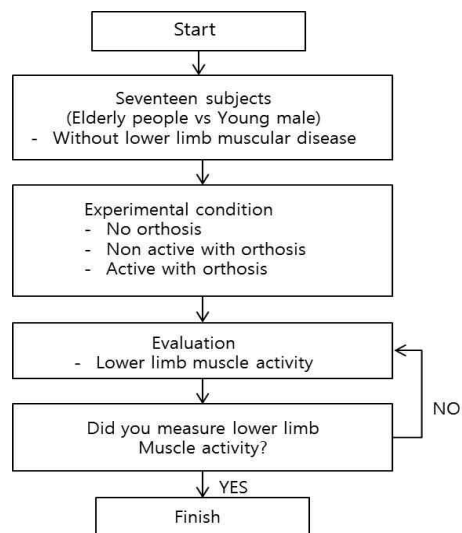 Start
Seventeen subjects
(Elderly people vs Young male)
- Without lower limb muscular disease
Experimental condition
- No orthosis
- Non active with orthosis
- Active with orthosis
Evaluation
- Lower limb muscle activity
NO
Did you measure lower limb
Muscle activity?
YES
Finish